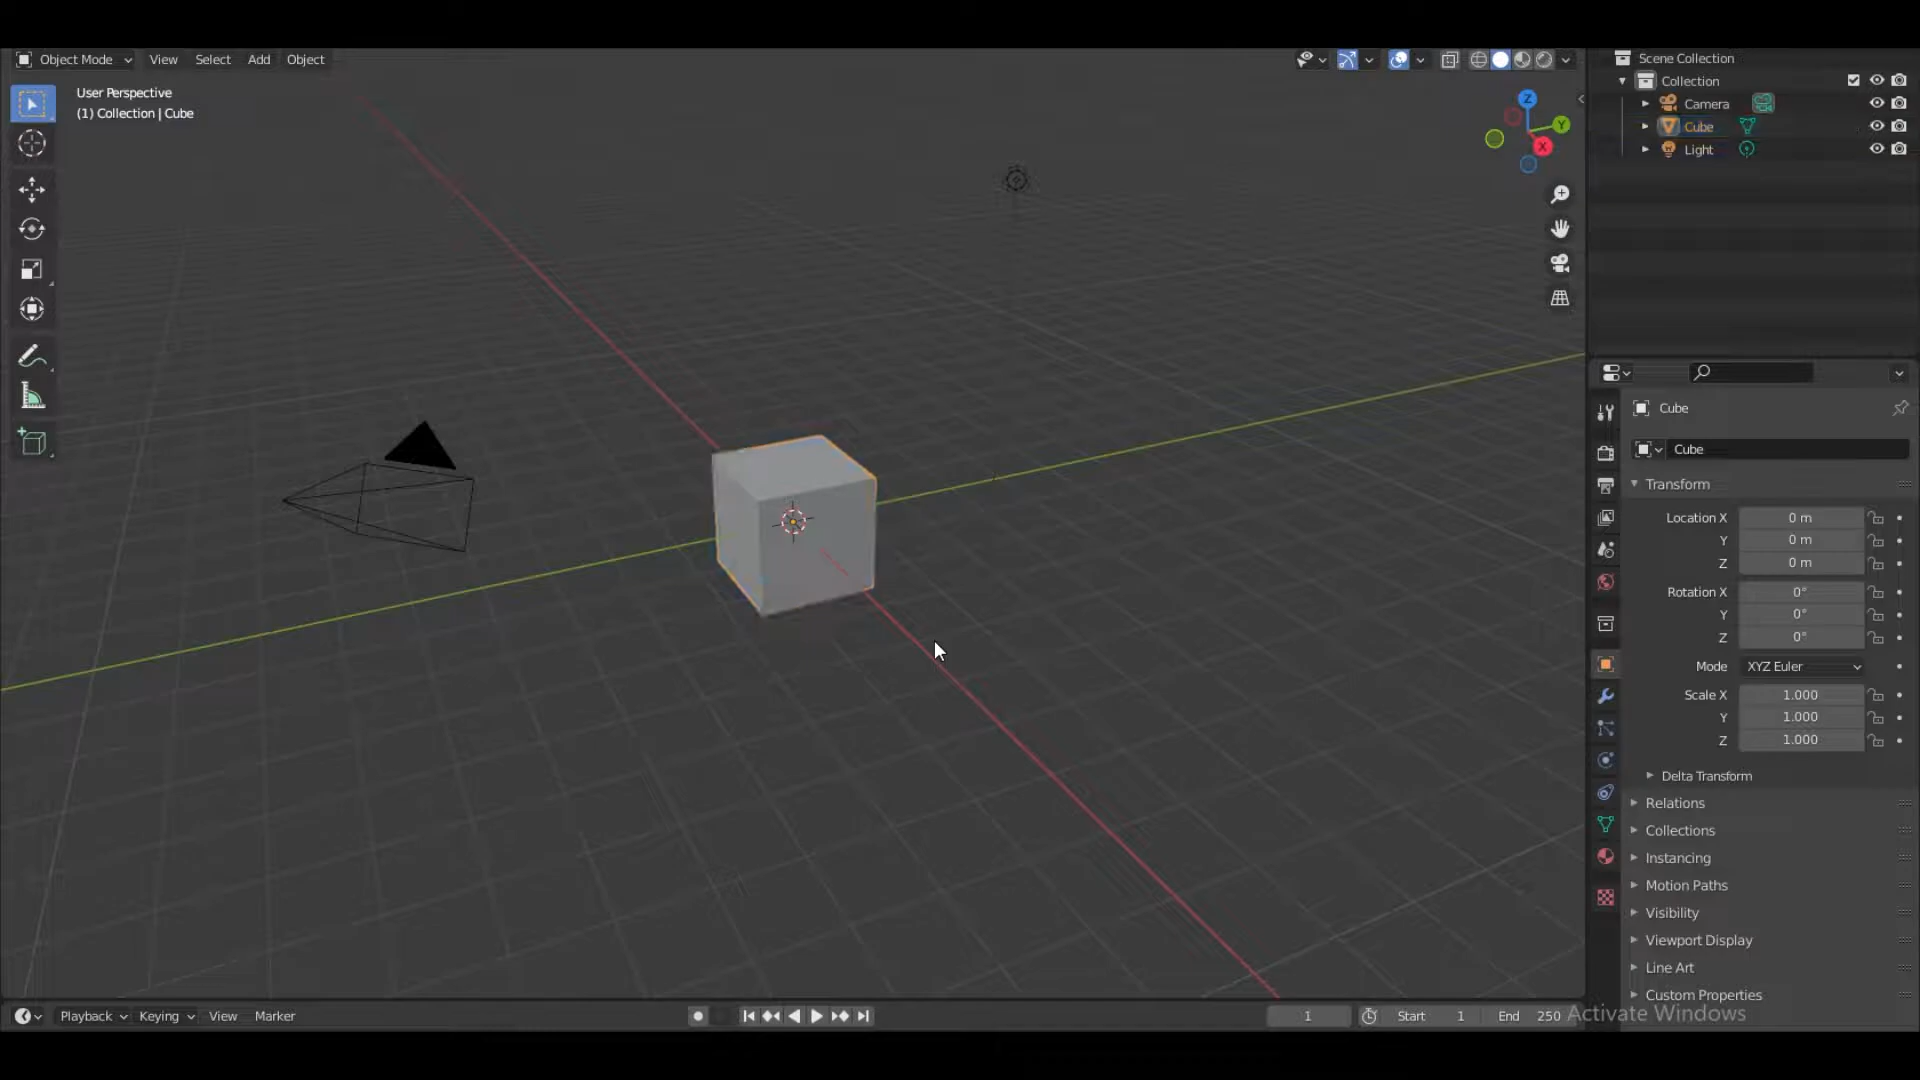 Object Mode View Select Add Object
User Perspective
(1) Collection | Cube
Z
Y
X
Scene Collection
Collection
Camera
Cube
Light
Cube
Cube
Transform
Location X 0 m
Y 0 m
Z 0 m
Rotation X 0°
Y 0°
Z 0°
Mode XYZ Euler
Scale X 1.000
Y 1.000
Z 1.000
Delta Transform
Relations
Collections
Instancing
Motion Paths
Visibility
Viewport Display
Line Art
Custom Properties
Activate Windows
Playback Keying View Marker 1 Start 1 End 250